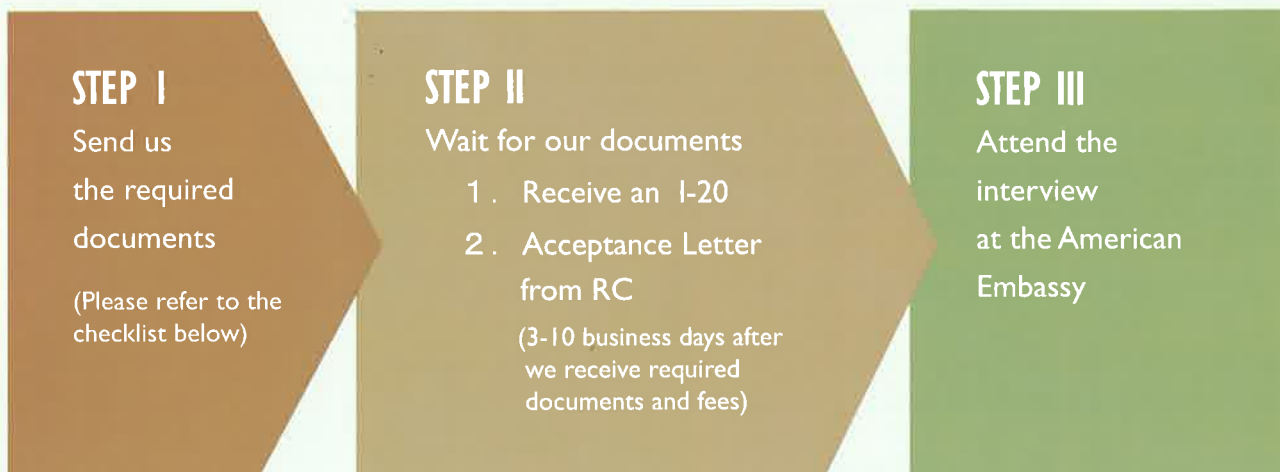 STEP I
Send us
the required
documents
(Please refer to the
checklist below)
STEP II
Wait for our documents
1. Receive an I-20
2. Acceptance Letter
from RC
(3-10 business days after
we receive required
documents and fees)
STEP III
Attend the
interview
at the American
Embassy